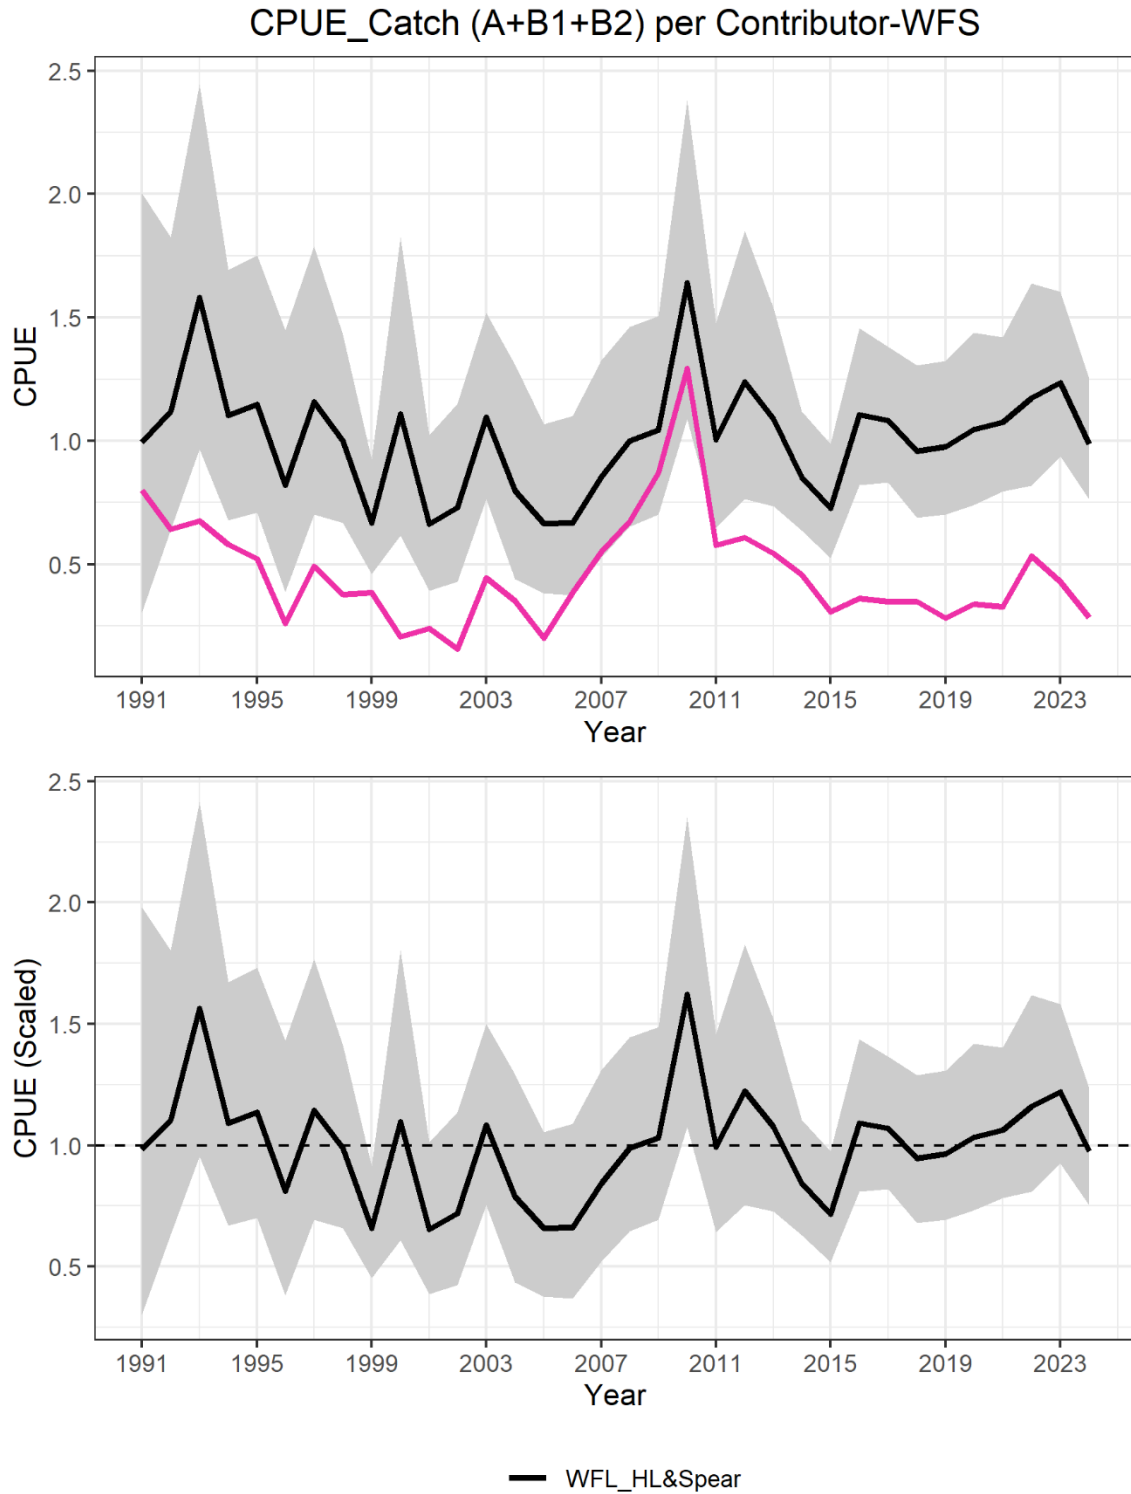 CPUE_Catch (A+B1+B2) per Contributor-WFS
2.5
2.0
1.5
1.0
0.5
CPUE
1991 1995 1999 2003 2007 2011 2015 2019 2023
Year
2.5
2.0
1.5
1.0
0.5
CPUE (Scaled)
1991 1995 1999 2003 2007 2011 2015 2019 2023
Year
WFL_HL&Spear